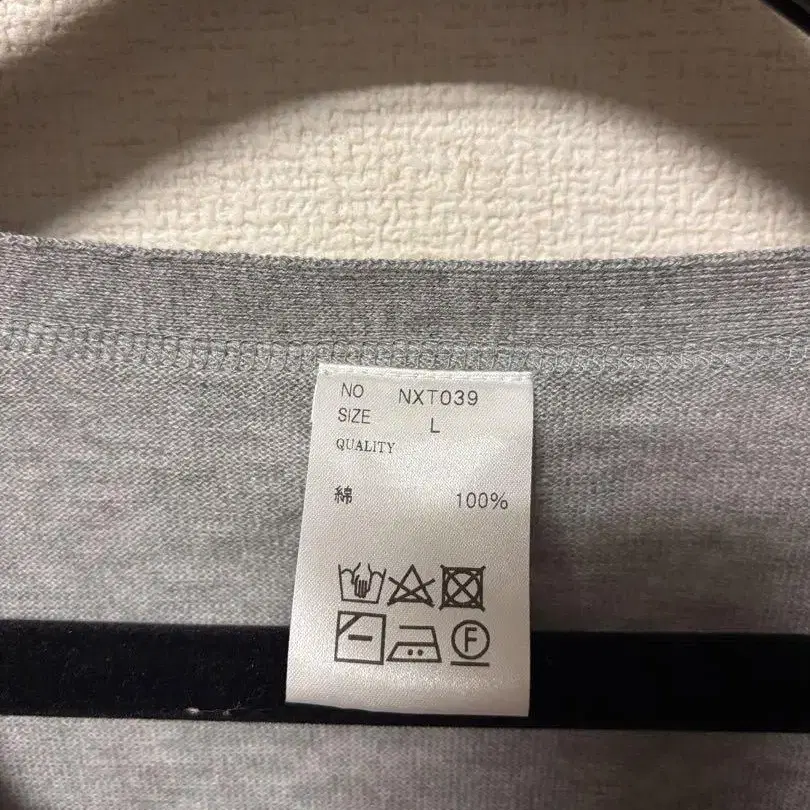 NO NXT039
SIZE L
QUALITY
綿 100%
F